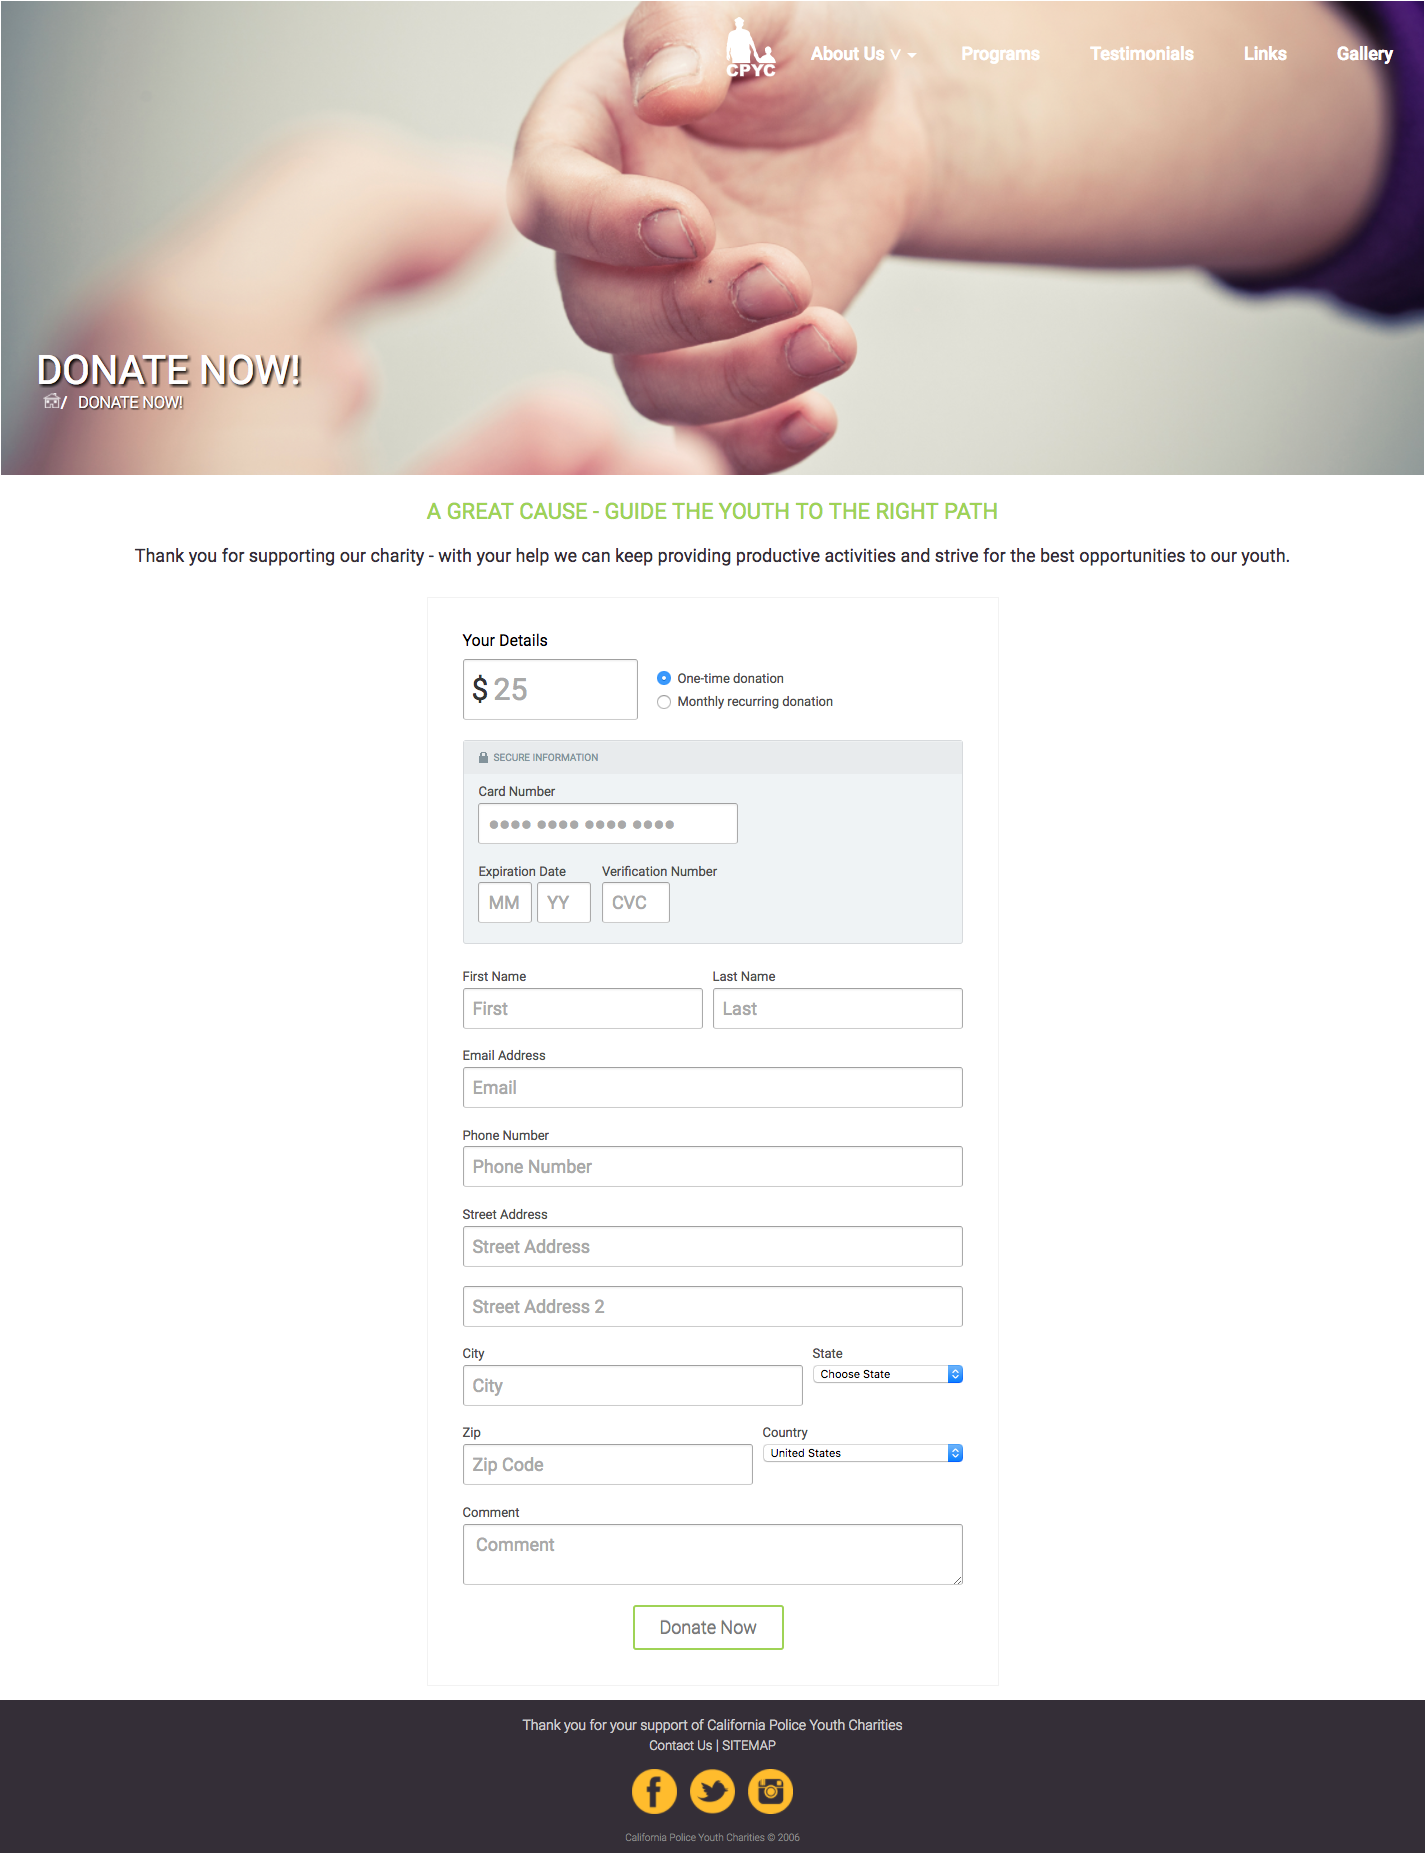 CPYC
About Us V
Programs
Testimonials
Links
Gallery
DONATE NOW!
/ DONATE NOW!
A GREAT CAUSE - GUIDE THE YOUTH TO THE RIGHT PATH
Thank you for supporting our charity - with your help we can keep providing productive activities and strive for the best opportunities to our youth.
Your Details
$ 25
One-time donation
Monthly recurring donation
SECURE INFORMATION
Card Number
●●●● ●●●● ●●●● ●●●●
Expiration Date Verification Number
MM YY CVC
First Name Last Name
First Last
Email Address
Email
Phone Number
Phone Number
Street Address
Street Address
Street Address 2
City State
City Choose State
Zip Country
Zip Code United States
Comment
Comment
Donate Now
Thank you for your support of California Police Youth Charities
Contact Us | SITEMAP
California Police Youth Charities © 2006